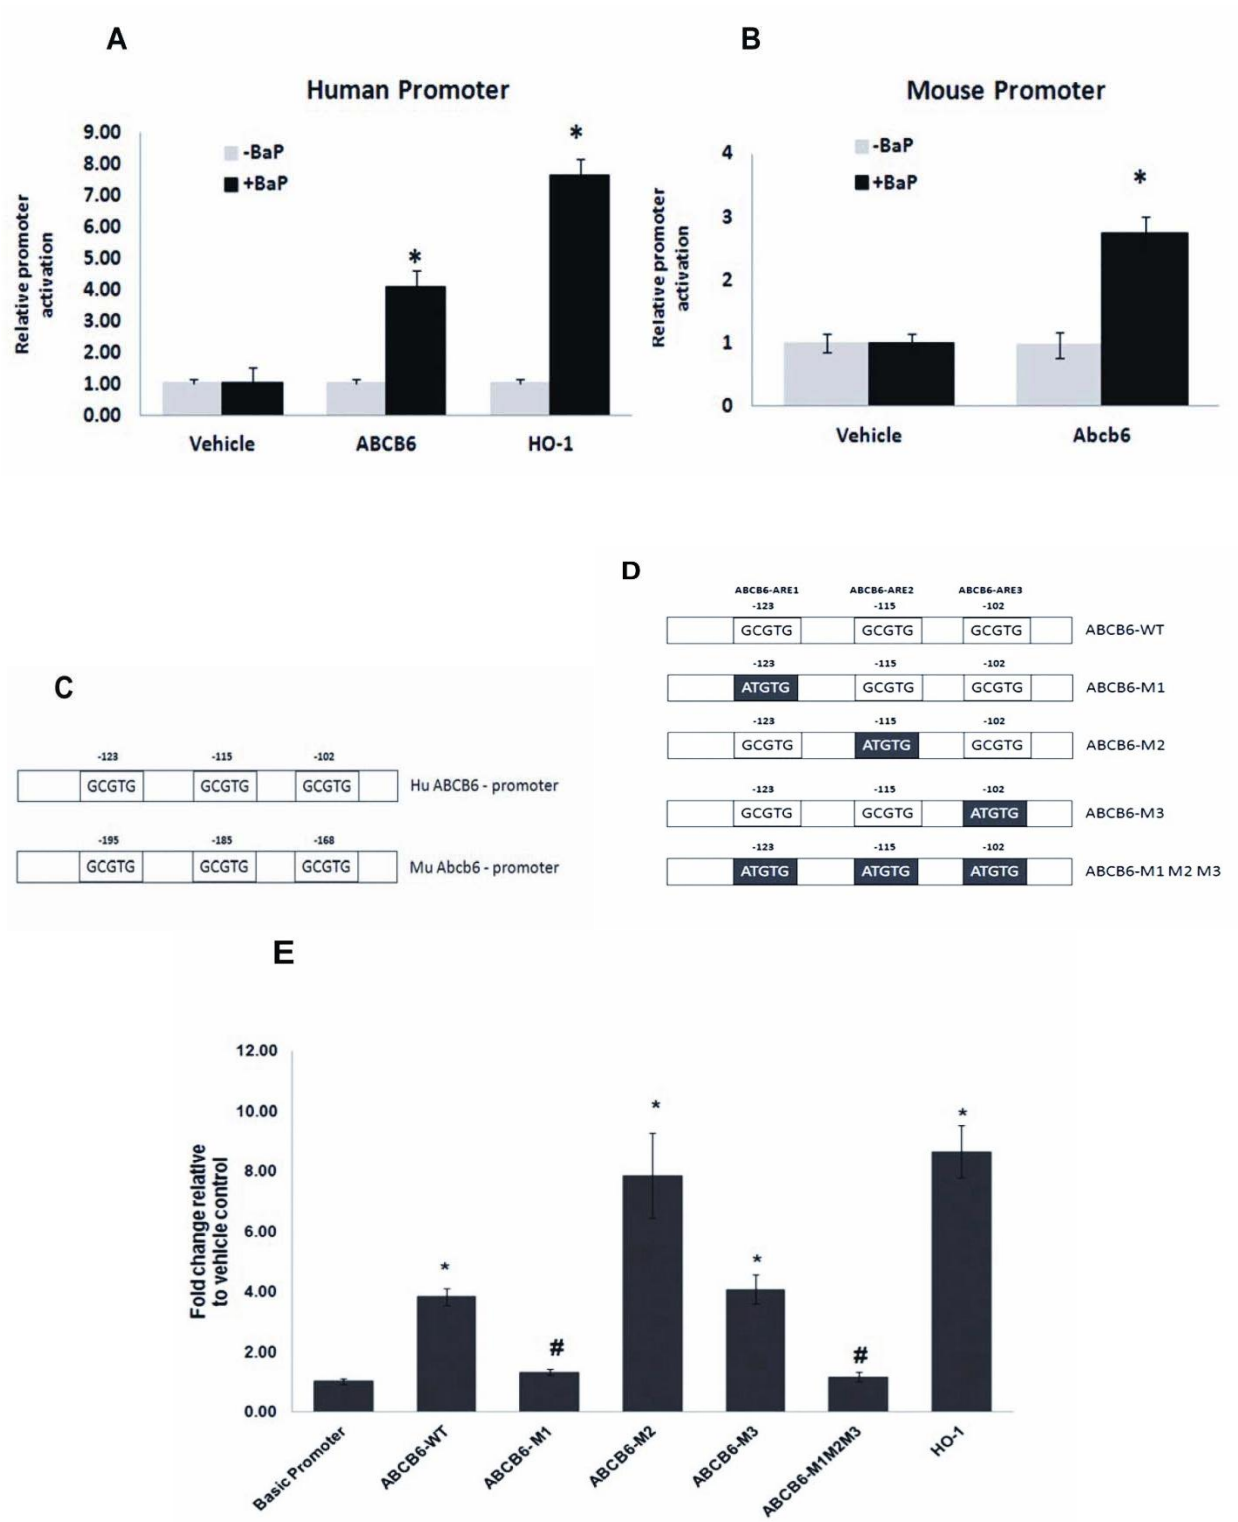 A
Human Promoter
Relative promoter
activation
9.00
8.00
7.00
6.00
5.00
4.00
3.00
2.00
1.00
0.00
-BaP
+BaP
*
*
Vehicle
ABCB6
HO-1
B
Mouse Promoter
Relative promoter
activation
4
3
2
1
0
-BaP
+BaP
*
Vehicle
Abcb6
C
-123 -115 -102
GCGTG GCGTG GCGTG Hu ABCB6 - promoter
-195 -185 -168
GCGTG GCGTG GCGTG Mu Abcb6 - promoter
D
ABCB6-ARE1 ABCB6-ARE2 ABCB6-ARE3
-123 -115 -102
GCGTG GCGTG GCGTG ABCB6-WT
-123 -115 -102
ATGTG GCGTG GCGTG ABCB6-M1
-123 -115 -102
GCGTG ATGTG GCGTG ABCB6-M2
-123 -115 -102
GCGTG GCGTG ATGTG ABCB6-M3
-123 -115 -102
ATGTG ATGTG ATGTG ABCB6-M1 M2 M3
E
Fold change relative
to vehicle control
12.00
10.00
8.00
6.00
4.00
2.00
0.00
*
#
*
*
#
*
Basic Promoter
ABCB6-WT
ABCB6-M1
ABCB6-M2
ABCB6-M3
ABCB6-M1M2M3
HO-1